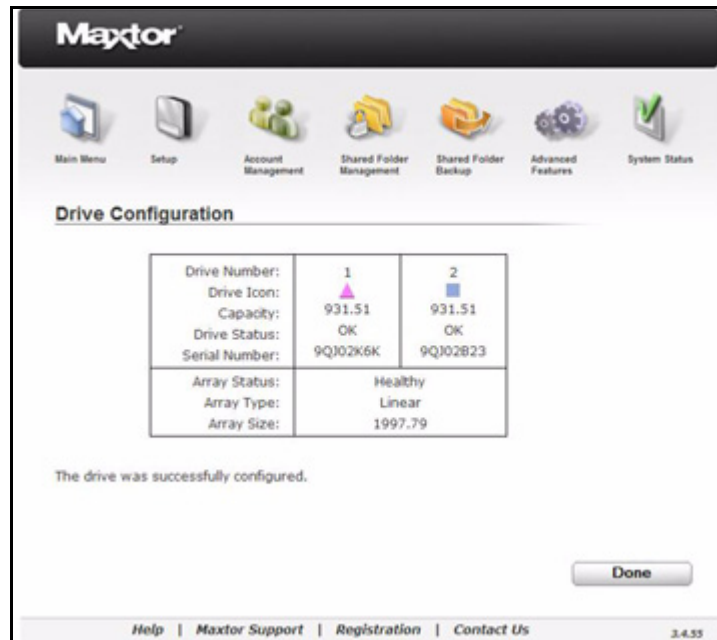 Maxtor
Main Menu
Setup
Account Management
Shared Folder Management
Shared Folder Backup
Advanced Features
System Status
Drive Configuration
Drive Number: 1 2
Drive Icon:
Capacity: 931.51 931.51
Drive Status: OK OK
Serial Number: 9QJ02K6K 9QJ02B23
Array Status: Healthy
Array Type: Linear
Array Size: 1997.79
The drive was successfully configured.
Done
Help | Maxtor Support | Registration | Contact Us
3.4.55